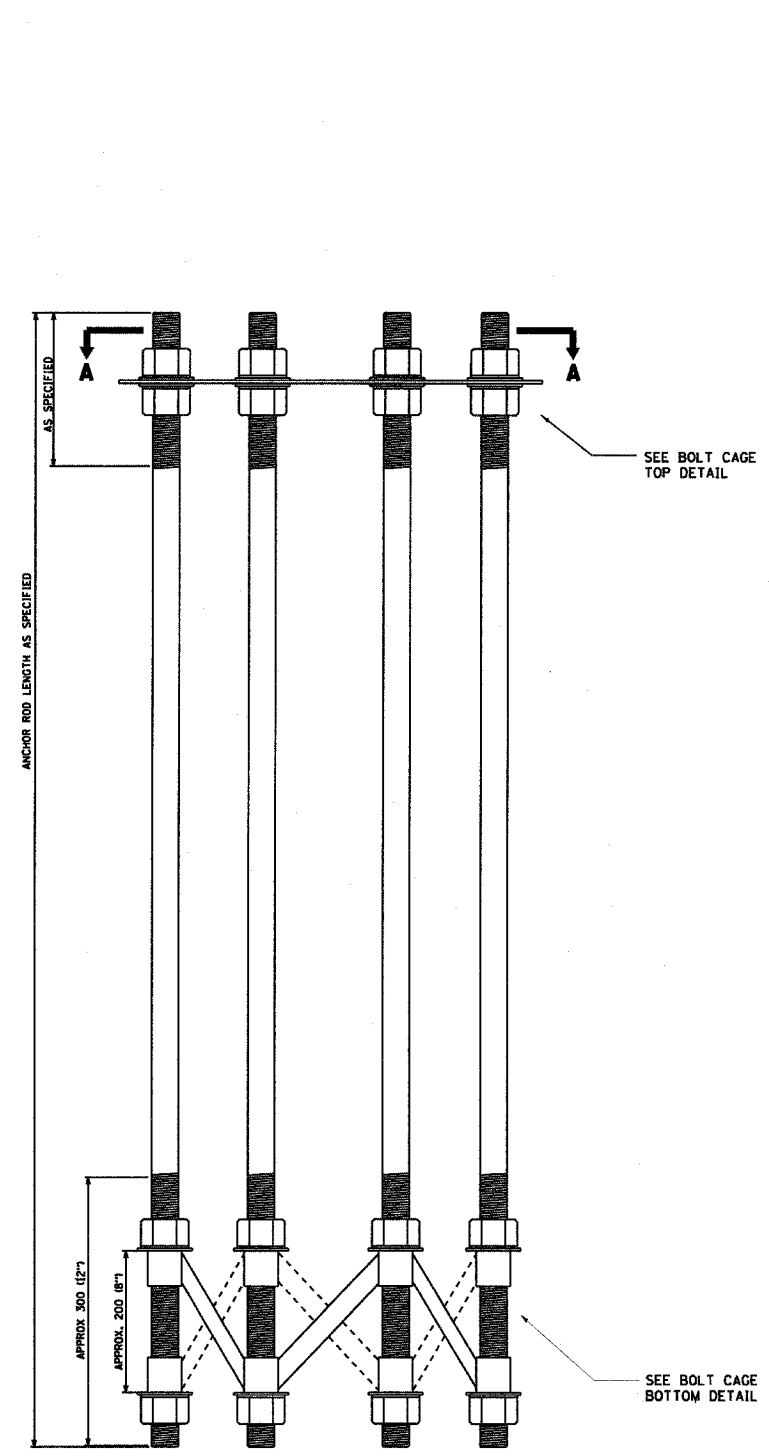 A
A
AS SPECIFIED
SEE BOLT CAGE
TOP DETAIL
ANCHOR ROD LENGTH AS SPECIFIED
APPROX 300 (12")
APPROX. 200 (8")
SEE BOLT CAGE
BOTTOM DETAIL